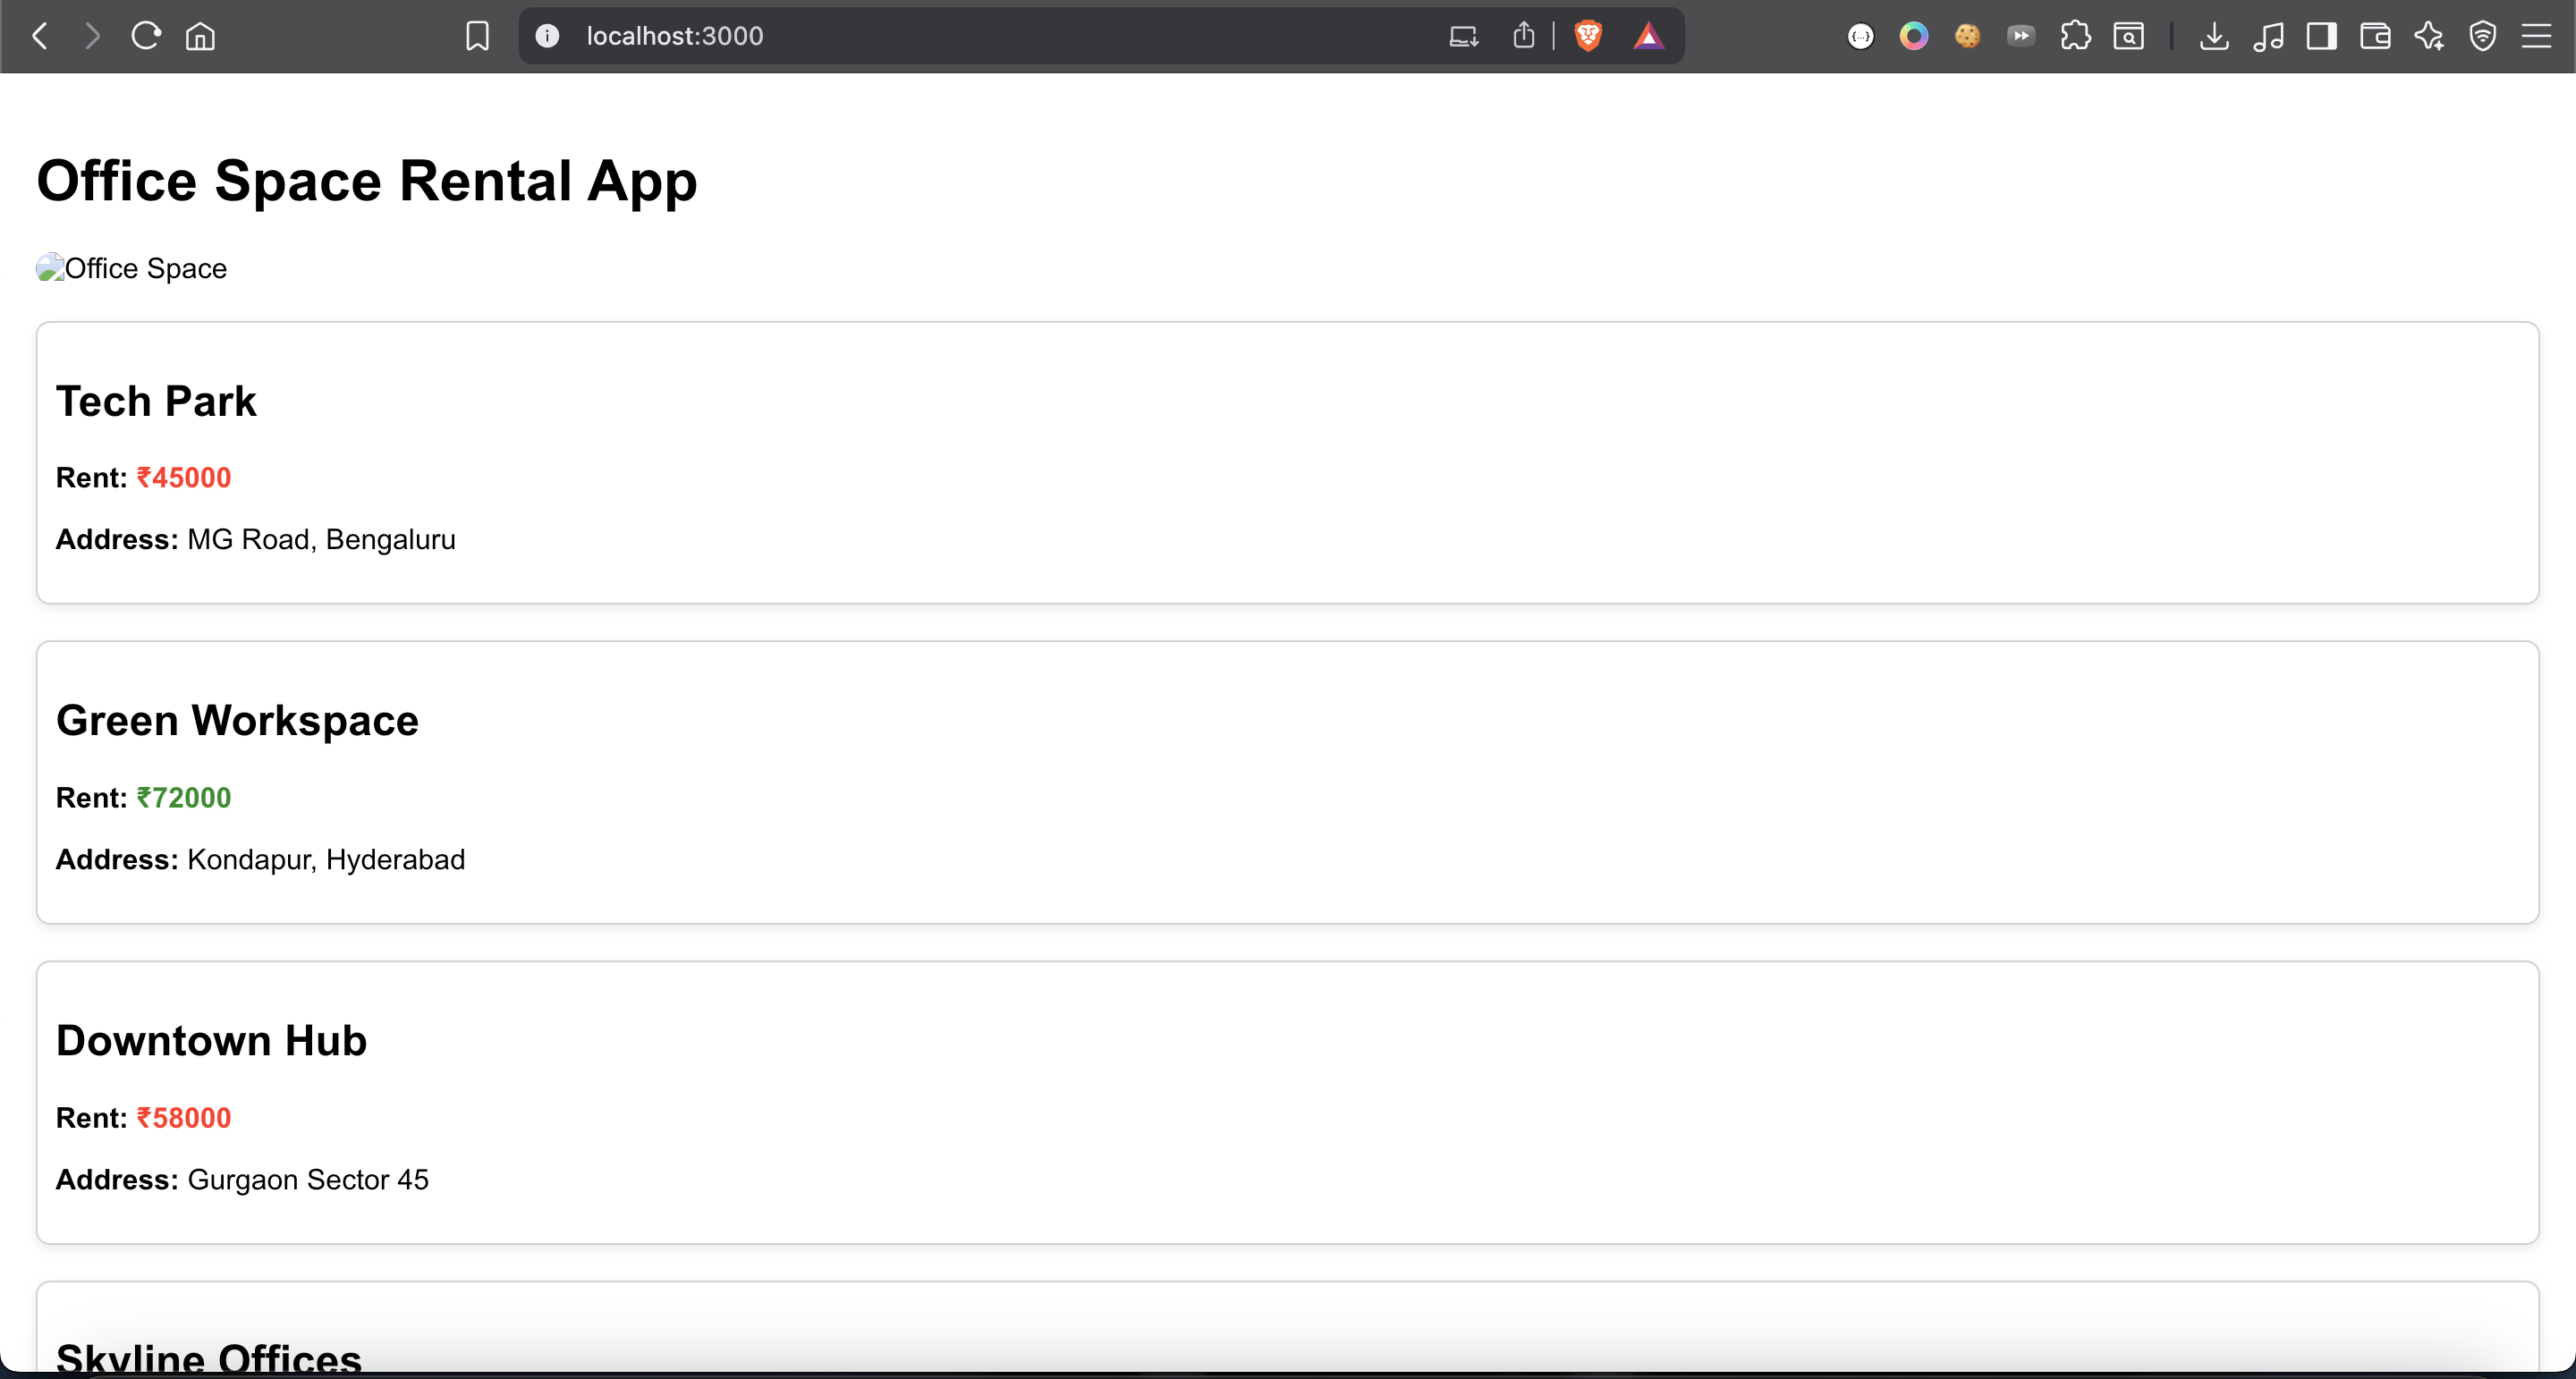 localhost:3000
Office Space Rental App
Office Space
Tech Park
Rent: ₹45000
Address: MG Road, Bengaluru
Green Workspace
Rent: ₹72000
Address: Kondapur, Hyderabad
Downtown Hub
Rent: ₹58000
Address: Gurgaon Sector 45
Skyline Offices